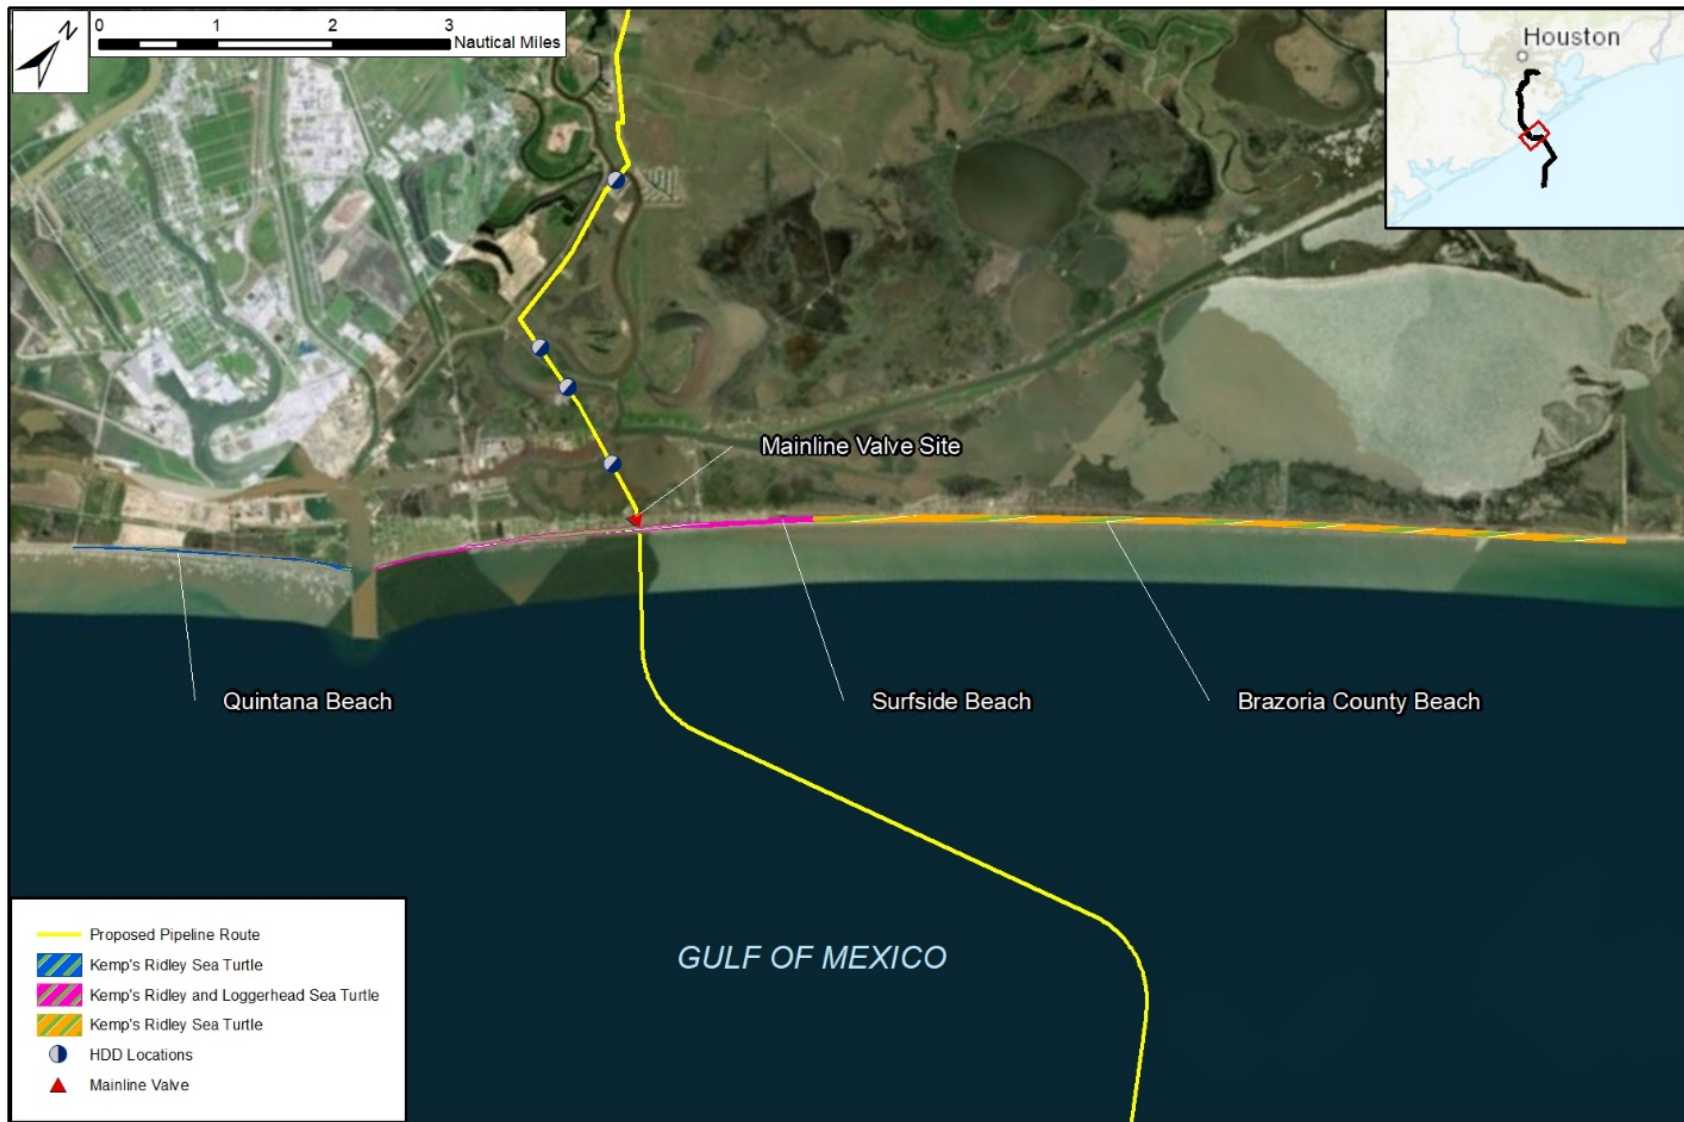 N
0 1 2 3
Nautical Miles
Houston
Mainline Valve Site
Quintana Beach
Surfside Beach
Brazoria County Beach
GULF OF MEXICO
Proposed Pipeline Route
Kemp's Ridley Sea Turtle
Kemp's Ridley and Loggerhead Sea Turtle
Kemp's Ridley Sea Turtle
HDD Locations
Mainline Valve